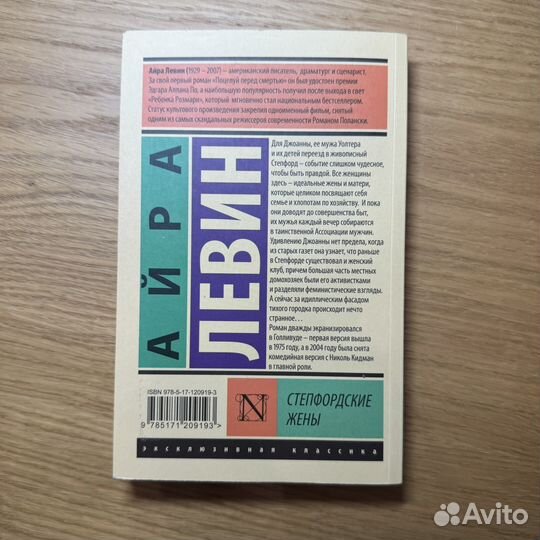 Айра Левин (1929 – 2007) – американский писатель, драматург и сценарист.
За свой первый роман «Поцелуй перед смертью» он был удостоен премии
Эдгара Аллана По, а наибольшую популярность получил после выхода в свет
«Ребенка Розмари», который мгновенно стал национальным бестселлером.
Статус культового произведения закрепил одноименный фильм, снятый
одним из самых скандальных режиссеров современности Романом Полански.
АЙРА
ЛЕВИН
Для Джоанны, ее мужа Уолтера
и их детей переезд в живописный
Степфорд – событие слишком чудесное,
чтобы быть правдой. Все женщины
здесь – идеальные жены и матери,
которые целиком посвящают себя
семье и хлопотам по хозяйству. И пока
они доводят до совершенства быт,
их мужья каждый вечер собираются
в таинственной Ассоциации мужчин.
Удивлению Джоанны нет предела, когда
из старых газет она узнает, что раньше
в Степфорде существовал и женский
клуб, причем большая часть местных
домохозяек были его активистками
и разделяли феминистические взгляды.
А сейчас за идиллическим фасадом
тихого городка происходит нечто
странное...
Роман дважды экранизировался
в Голливуде – первая версия вышла
в 1975 году, а в 2004 году была снята
комедийная версия с Николь Кидман
в главной роли.
ISBN 978-5-17-120919-3
9 785171 209193 >
N
СТЕПФОРДСКИЕ
ЖЕНЫ
эксклюзивная классика
Avito